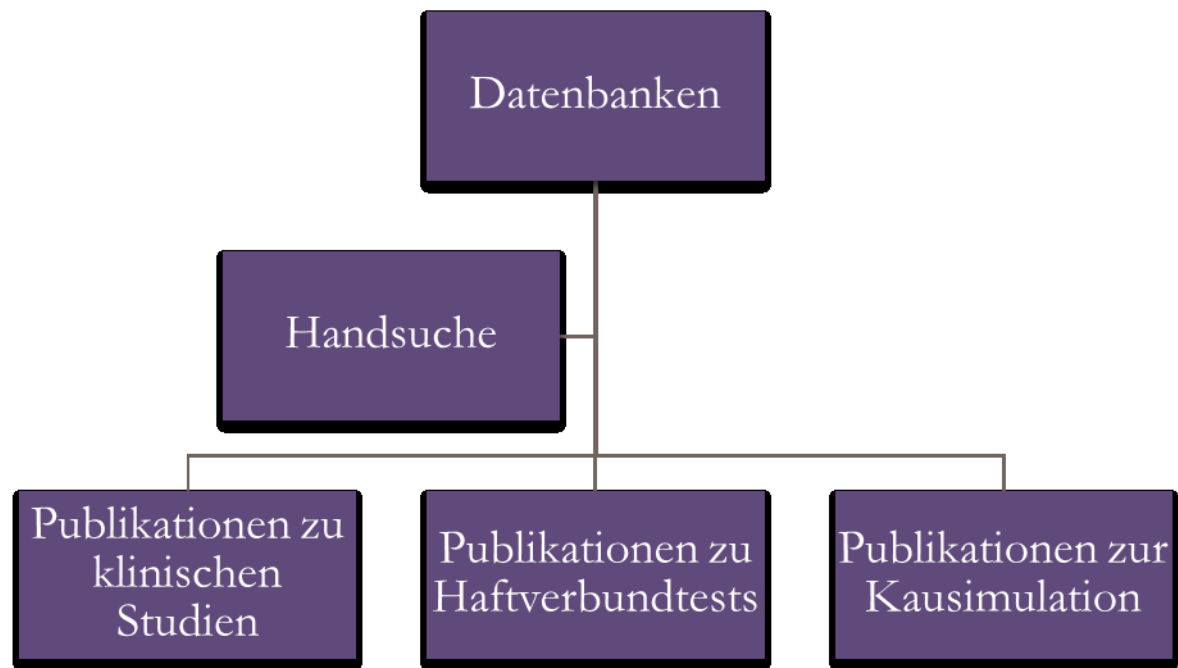 Datenbanken
Handsuche
Publikationen zu
klinischen
Studien
Publikationen zu
Haftverbundtests
Publikationen zur
Kausimulation